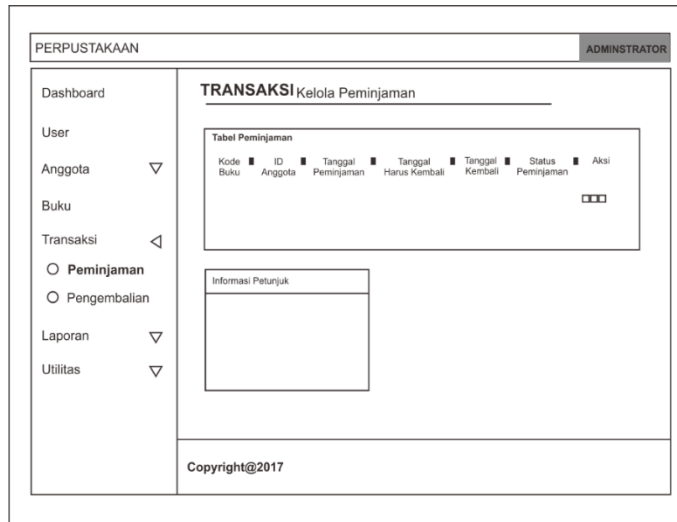 PERPUSTAKAAN
ADMINSTRATOR
Dashboard
User
Anggota
Buku
Transaksi
Peminjaman
Pengembalian
Laporan
Utilitas
TRANSAKSI Kelola Peminjaman
Tabel Peminjaman
Kode Buku
ID Anggota
Tanggal Peminjaman
Tanggal Harus Kembali
Tanggal Kembali
Status Peminjaman
Aksi
Informasi Petunjuk
Copyright@2017